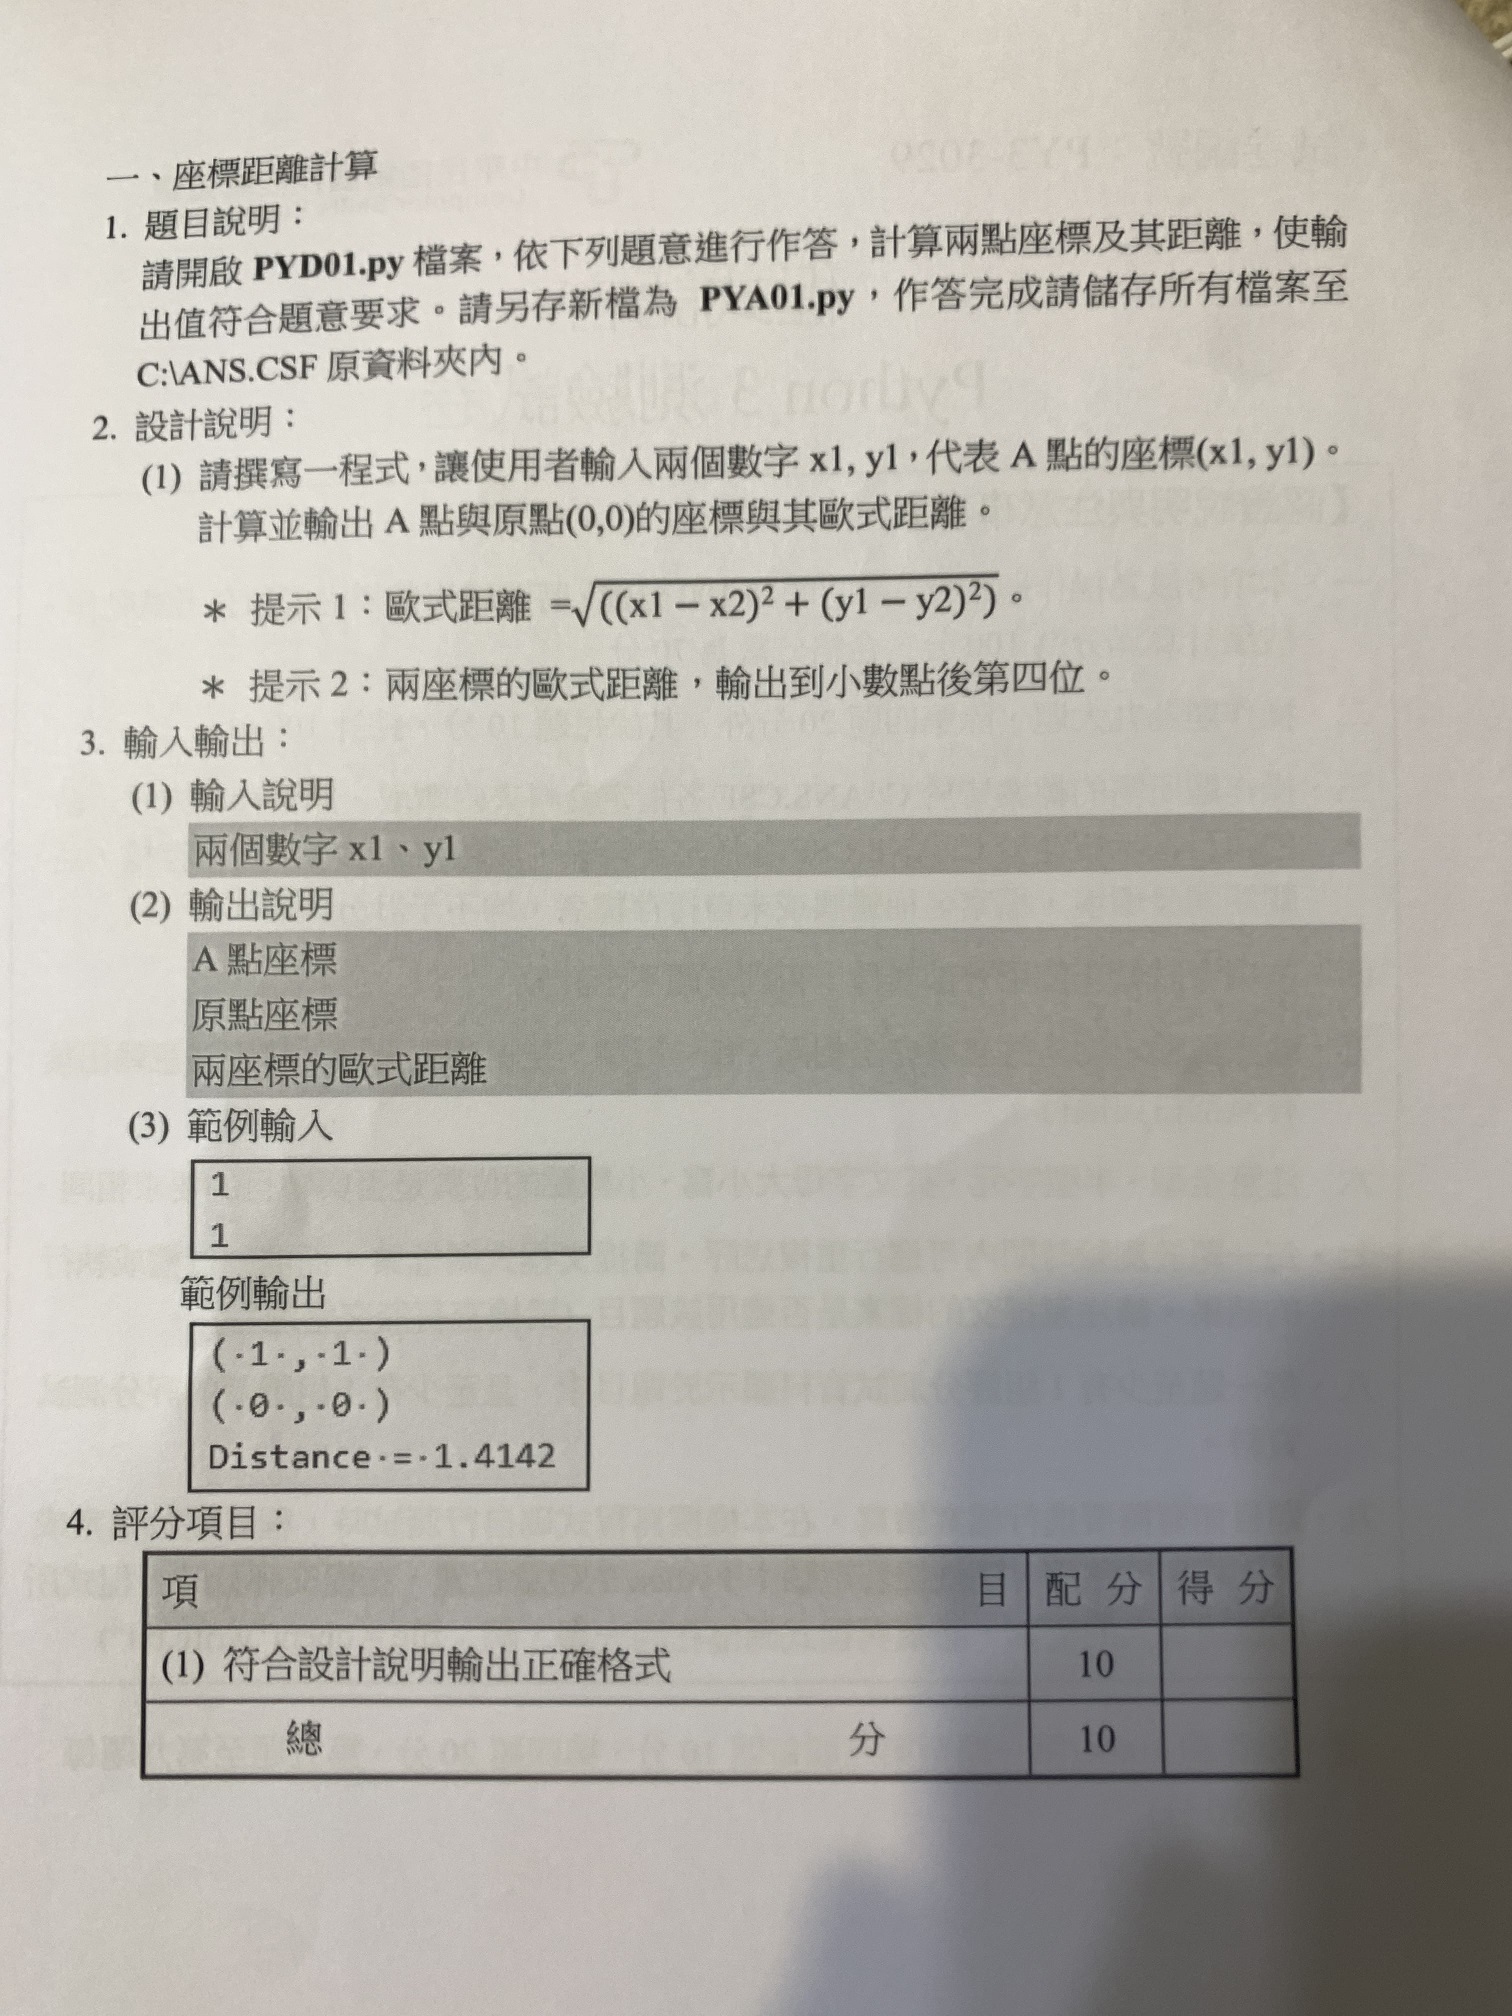 一、座標距離計算
1. 題目說明：
請開啟 PYD01.py 檔案，依下列題意進行作答，計算兩點座標及其距離，使輸
出值符合題意要求。請另存新檔為 PYA01.py，作答完成請儲存所有檔案至
C:\ANS.CSF 原資料夾內。
2. 設計說明：
(1) 請撰寫一程式，讓使用者輸入兩個數字 x1, y1，代表 A 點的座標(x1, y1)。
計算並輸出 A 點與原點(0,0)的座標與其歐式距離。
* 提示 1：歐式距離 =√((x1 − x2)² + (y1 − y2)²)。
* 提示 2：兩座標的歐式距離，輸出到小數點後第四位。
3. 輸入輸出：
(1) 輸入說明
兩個數字 x1、y1
(2) 輸出說明
A 點座標
原點座標
兩座標的歐式距離
(3) 範例輸入
1
1
範例輸出
(·1·,·1·)
(·0·,·0·)
Distance·=·1.4142
4. 評分項目：
項 目 配 分 得 分
(1) 符合設計說明輸出正確格式 10
總 分 10